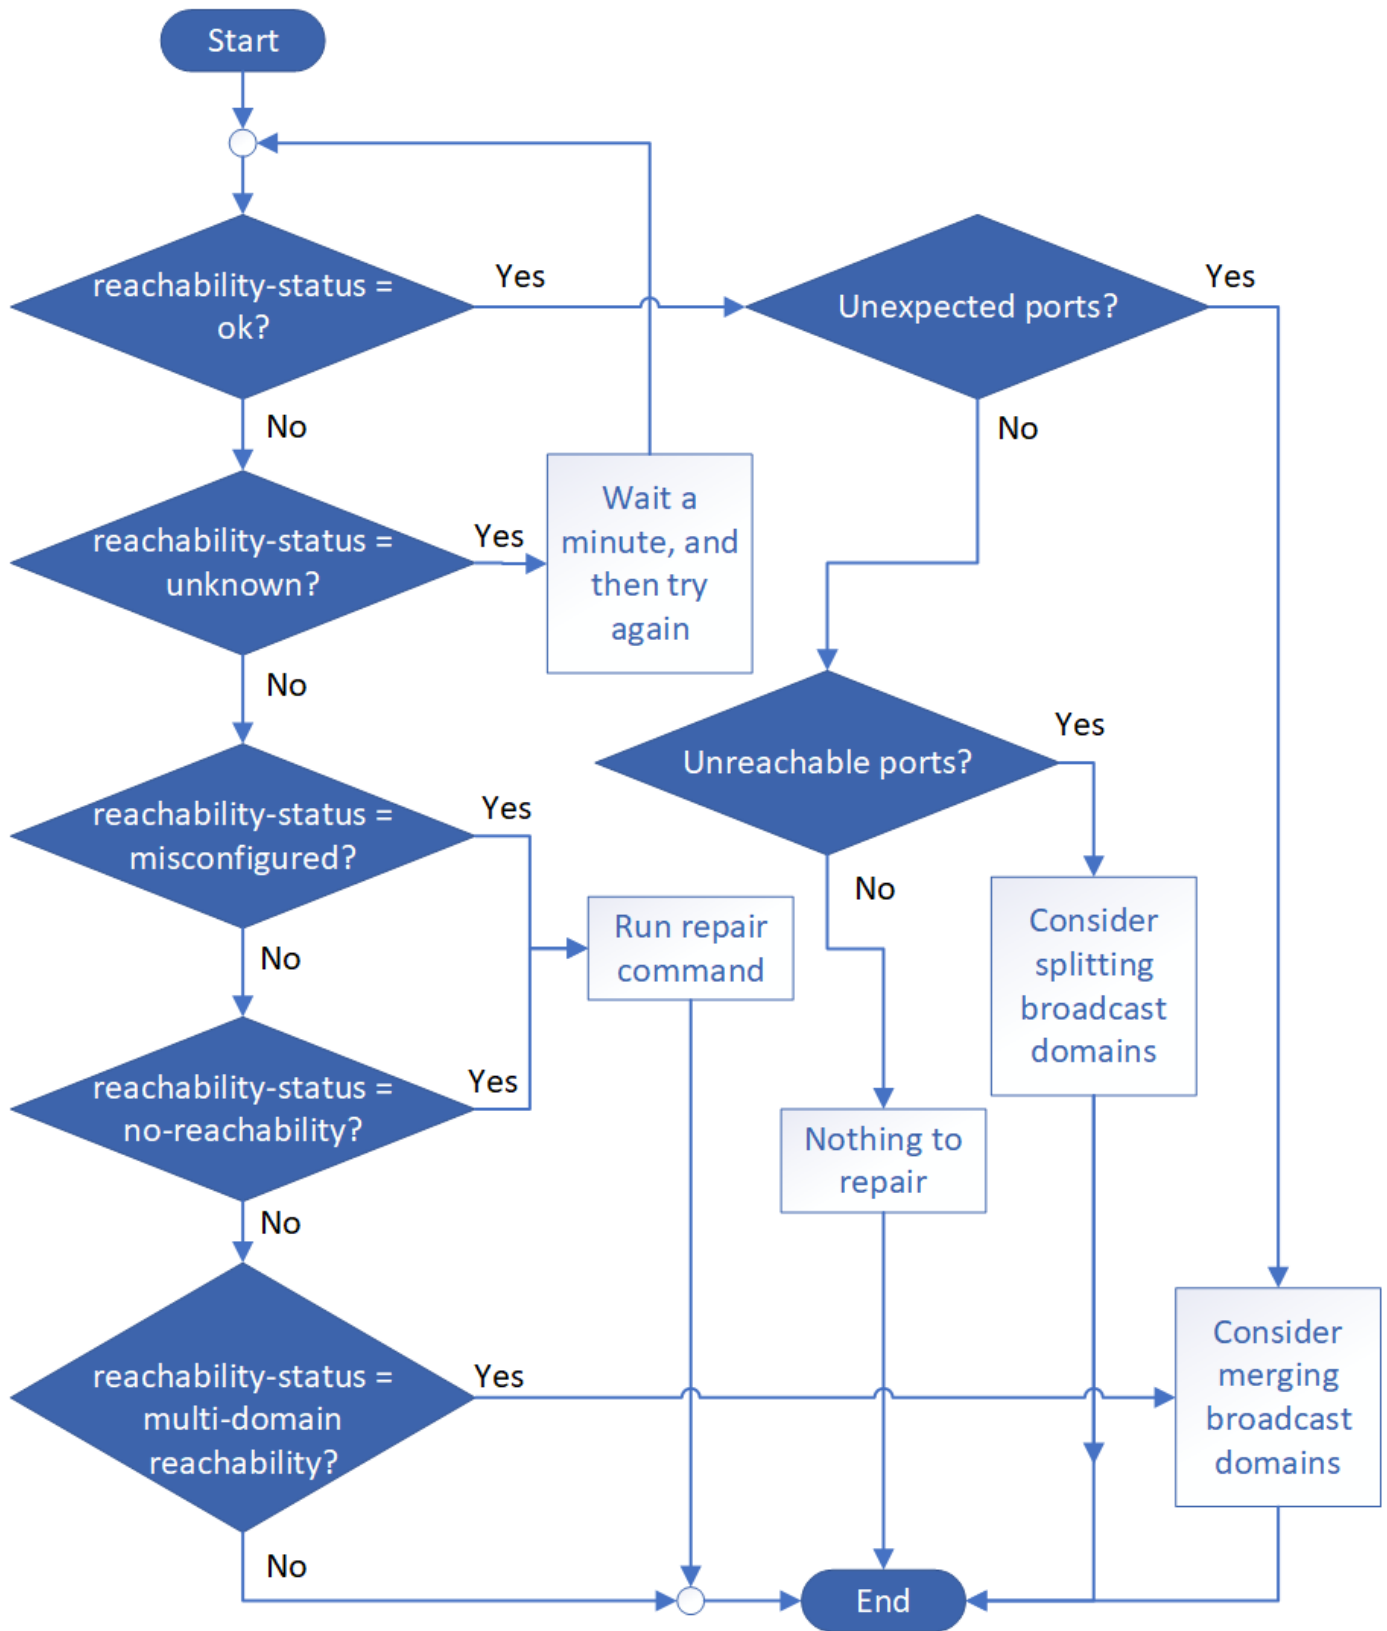 Start
reachability-status =
ok?
Yes
Unexpected ports?
Yes
No
No
reachability-status =
unknown?
Yes
Wait a
minute, and
then try
again
No
Unreachable ports?
Yes
reachability-status =
misconfigured?
Yes
No
Run repair
command
Consider
splitting
broadcast
domains
No
reachability-status =
no-reachability?
Yes
Nothing to
repair
No
reachability-status =
multi-domain
reachability?
Yes
Consider
merging
broadcast
domains
No
End